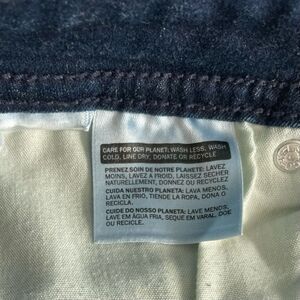 CARE FOR OUR PLANET: WASH LESS, WASH
COLD, LINE DRY, DONATE OR RECYCLE
PRENEZ SOIN DE NOTRE PLANETE: LAVEZ
MOINS, LAVEZ À FROID, LAISSEZ SECHER
NATURELLEMENT, DONNEZ OU RECYCLEZ.
CUIDA NUESTRO PLANETA: LAVA MENOS,
LAVA EN FRIO, TIENDE LA ROPA, DONA O
RECICLA.
CUIDE DO NOSSO PLANETA: LAVE MENOS,
LAVE EM ÁGUA FRIA, SEQUE EM VARAL, DOE
OU RECICLE.